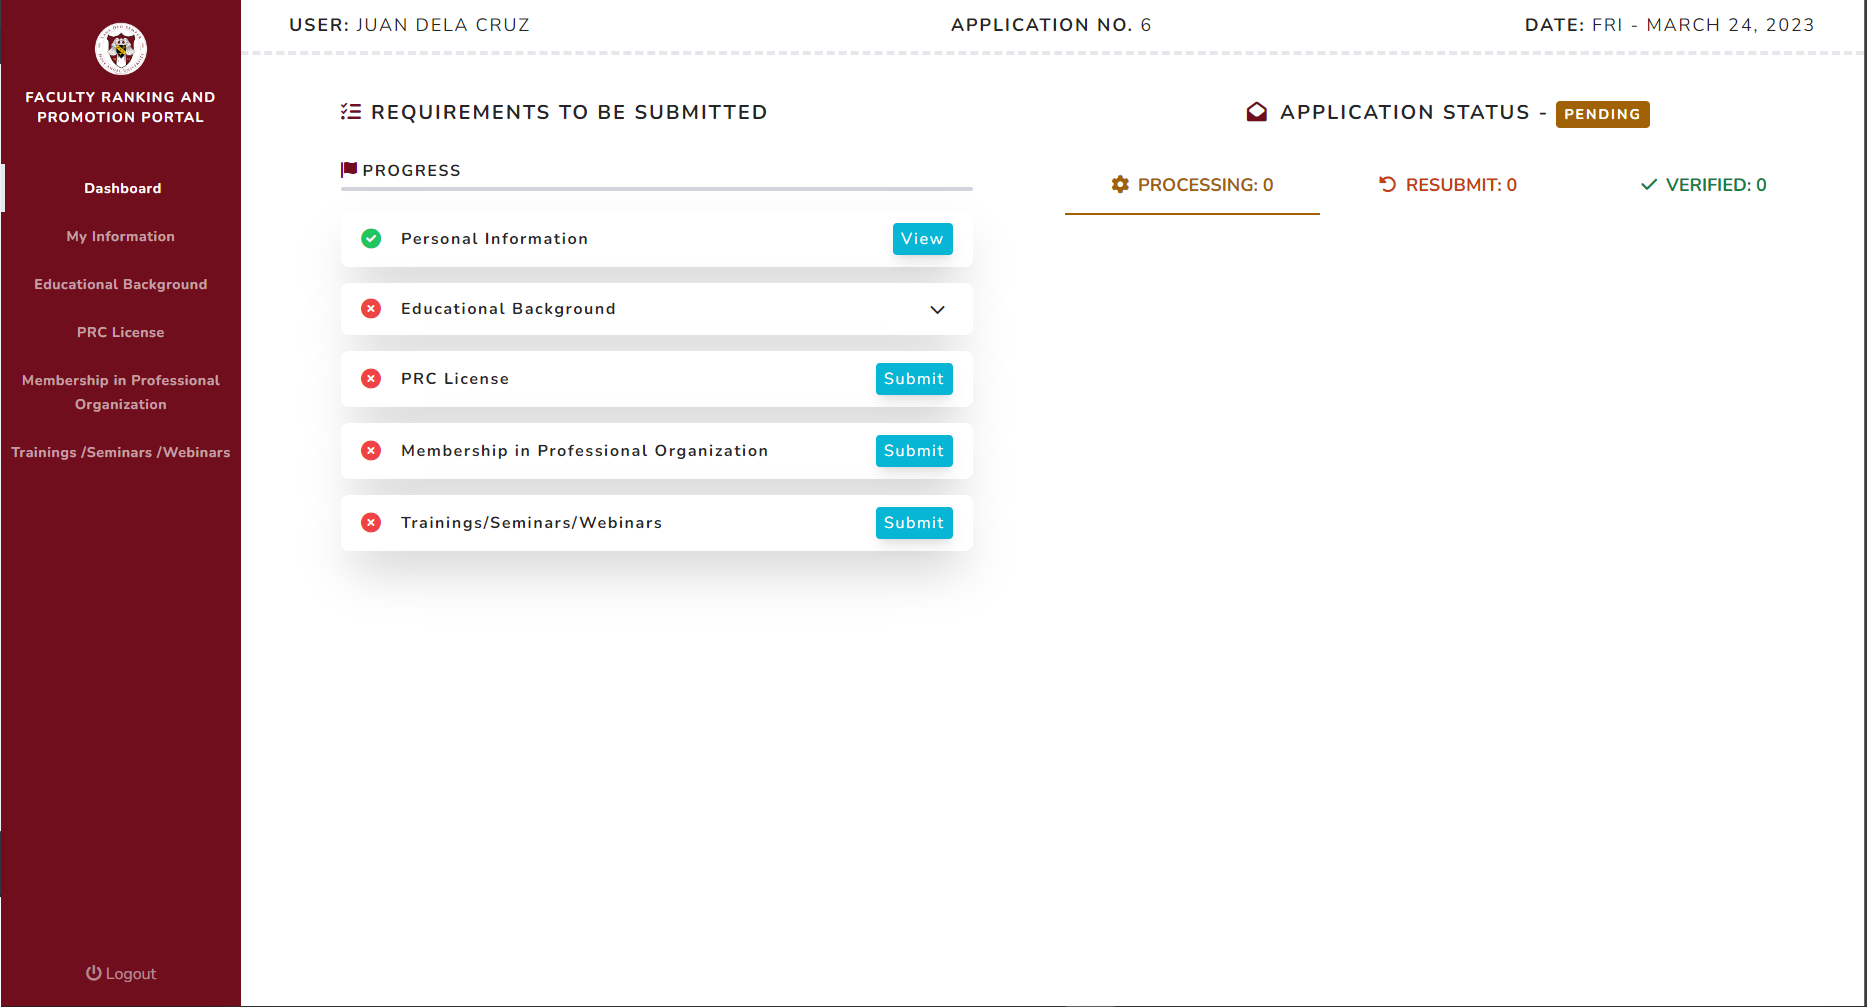 FACULTY RANKING AND
PROMOTION PORTAL
Dashboard
My Information
Educational Background
PRC License
Membership in Professional
Organization
Trainings /Seminars /Webinars
Logout
USER: JUAN DELA CRUZ
APPLICATION NO. 6
DATE: FRI - MARCH 24, 2023
REQUIREMENTS TO BE SUBMITTED
PROGRESS
Personal Information
View
Educational Background
PRC License
Submit
Membership in Professional Organization
Submit
Trainings/Seminars/Webinars
Submit
APPLICATION STATUS - PENDING
PROCESSING: 0
RESUBMIT: 0
VERIFIED: 0